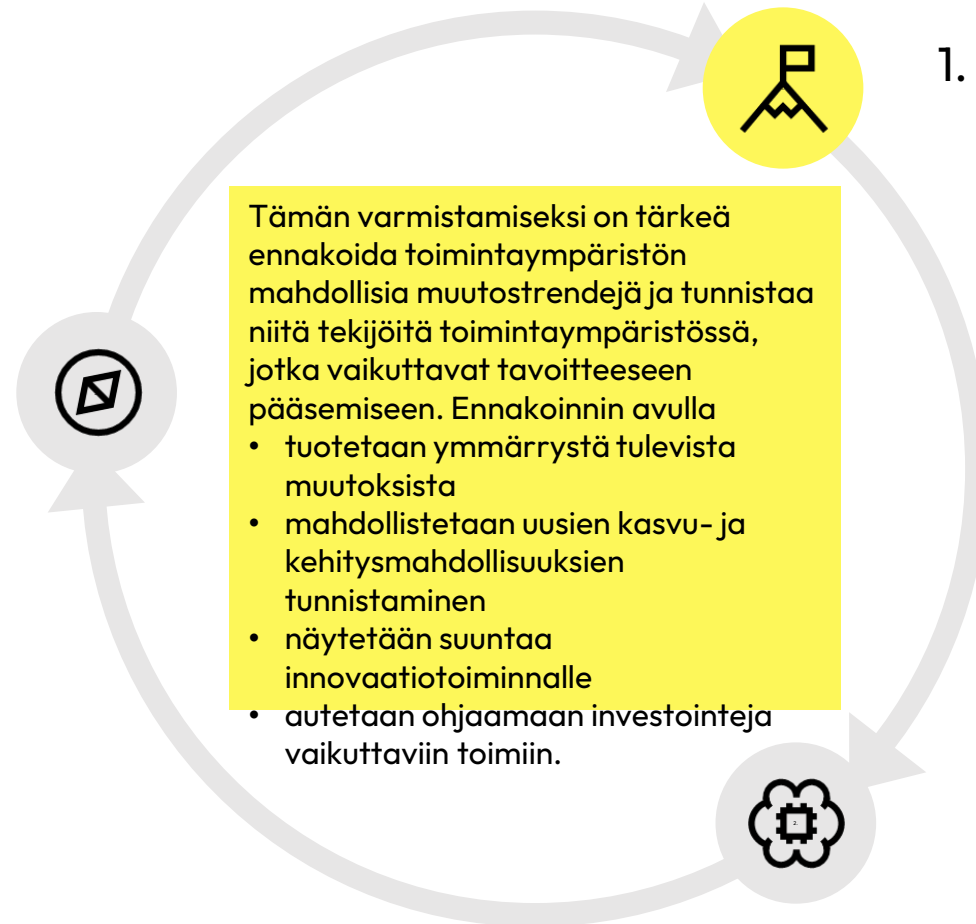 1.
Tämän varmistamiseksi on tärkeä
ennakoida toimintaympäristön
mahdollisia muutostrendejä ja tunnistaa
niitä tekijöitä toimintaympäristössä,
jotka vaikuttavat tavoitteeseen
pääsemiseen. Ennakoinnin avulla
• tuotetaan ymmärrystä tulevista
muutoksista
• mahdollistetaan uusien kasvu- ja
kehitysmahdollisuuksien
tunnistaminen
• näytetään suuntaa
innovaatiotoiminnalle
• autetaan ohjaamaan investointeja
vaikuttaviin toimiin.
2.